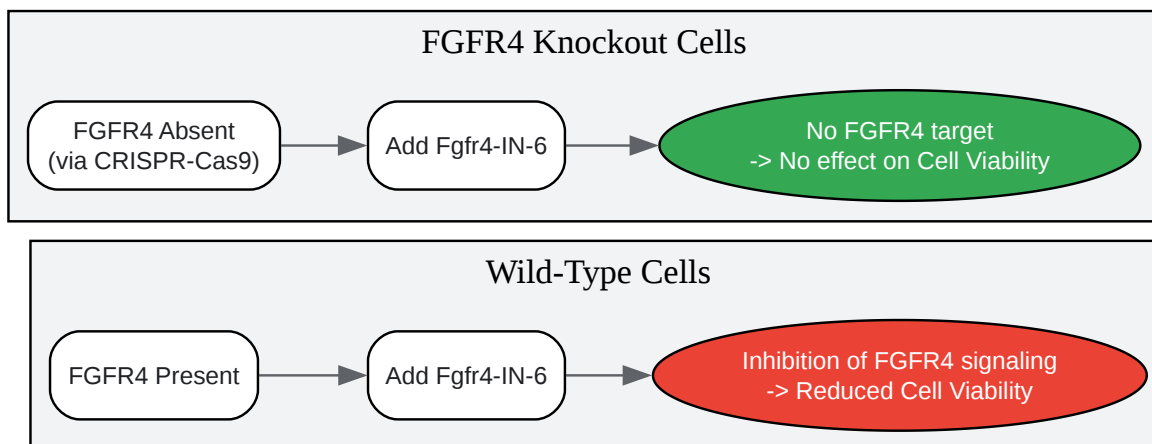 FGFR4 Knockout Cells
FGFR4 Absent
(via CRISPR-Cas9)
Add Fgfr4-IN-6
No FGFR4 target
-> No effect on Cell Viability
Wild-Type Cells
FGFR4 Present
Add Fgfr4-IN-6
Inhibition of FGFR4 signaling
-> Reduced Cell Viability